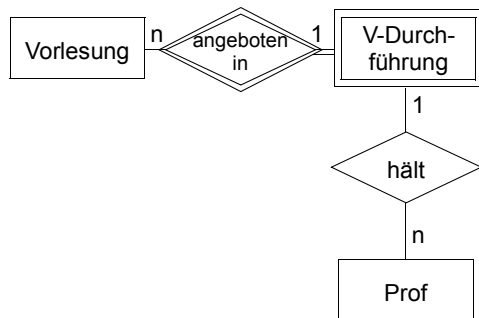 Vorlesung
n
angeboten
in
1
V-Durch-
führung
1
hält
n
Prof